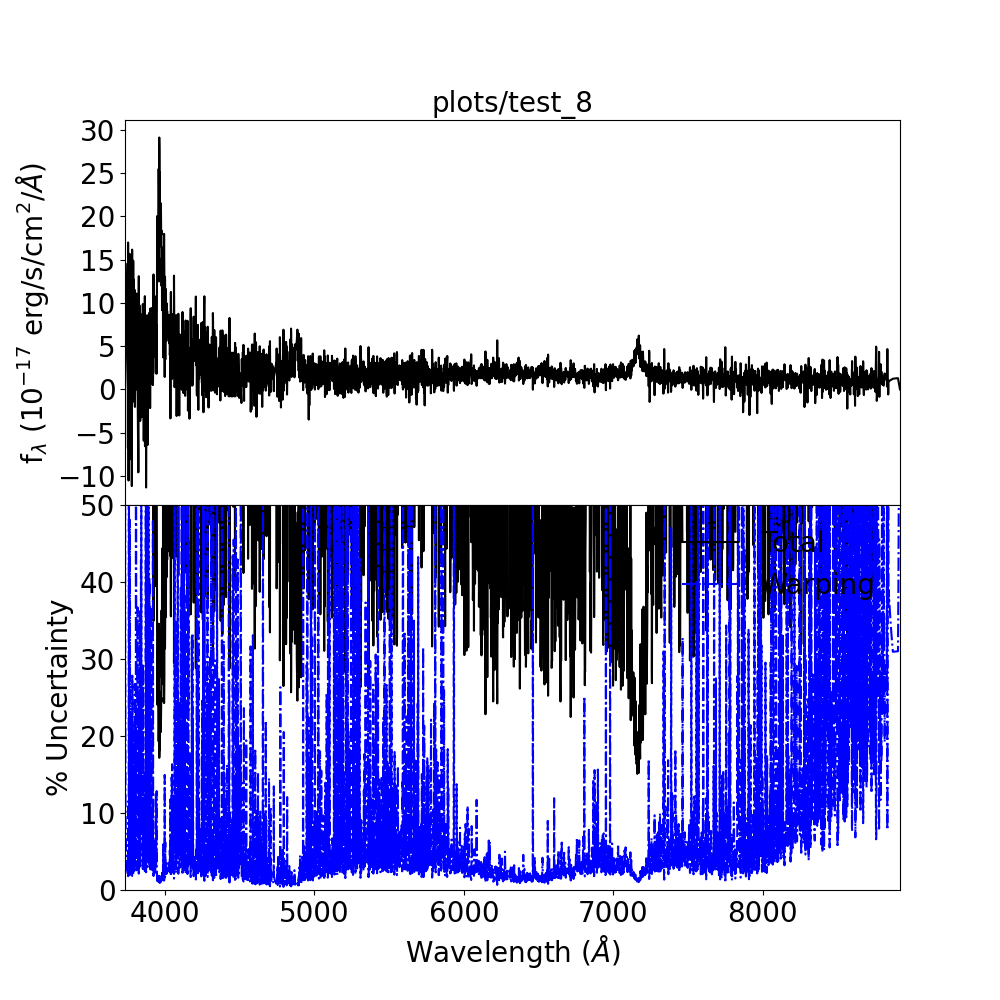 plots/test_8
30
25
20
15
10
5
0
−5
−10
f_λ (10^−17 erg/s/cm^2/Å)
50
40
30
20
10
0
% Uncertainty
Total
Warping
4000 5000 6000 7000 8000
Wavelength (Å)